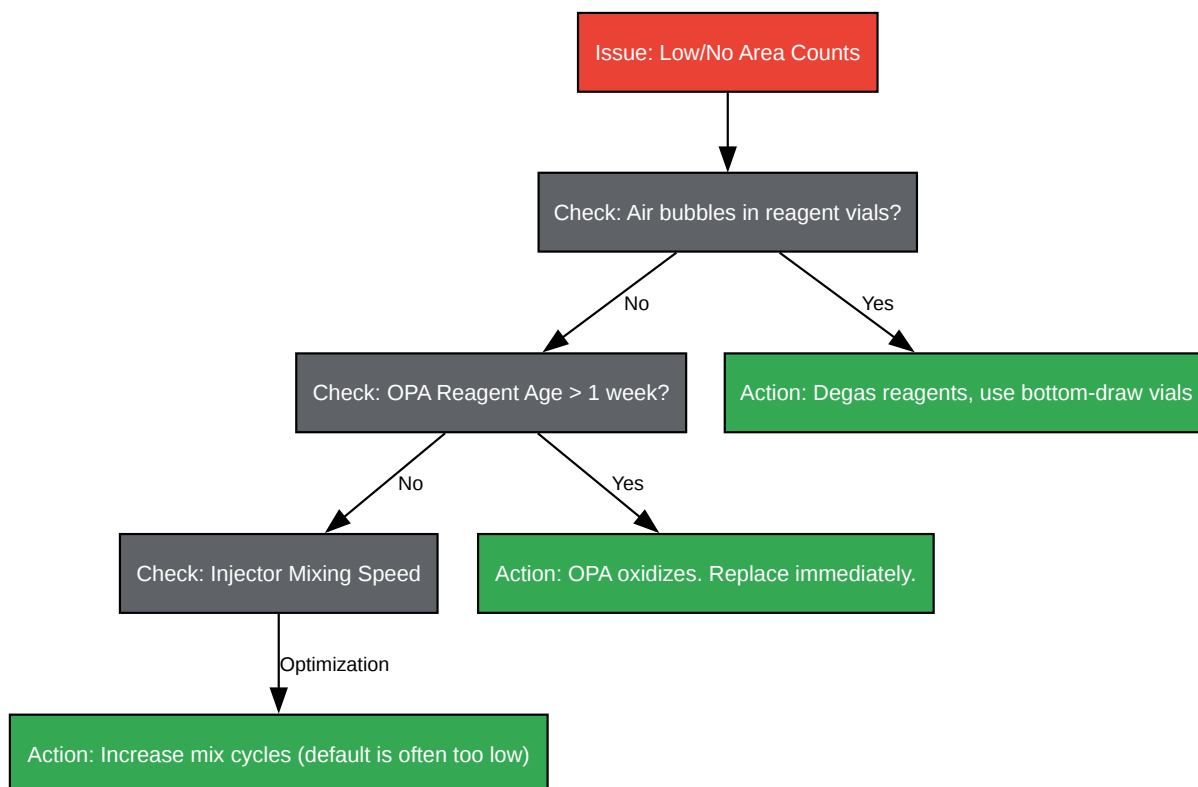 Issue: Low/No Area Counts
Check: Air bubbles in reagent vials?
No
Yes
Check: OPA Reagent Age > 1 week?
Action: Degas reagents, use bottom-draw vials
No
Yes
Check: Injector Mixing Speed
Action: OPA oxidizes. Replace immediately.
Optimization
Action: Increase mix cycles (default is often too low)